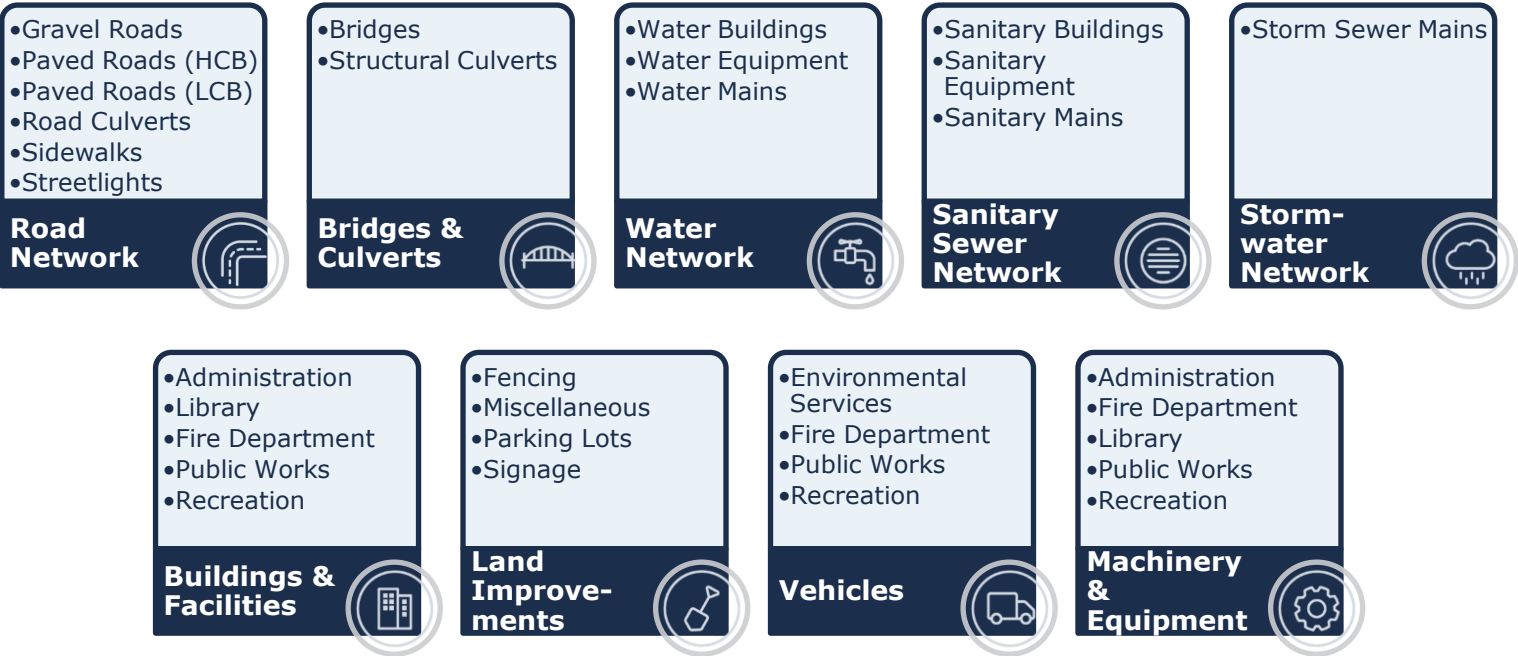 •Gravel Roads
•Paved Roads (HCB)
•Paved Roads (LCB)
•Road Culverts
•Sidewalks
•Streetlights
Road
Network
•Bridges
•Structural Culverts
Bridges &
Culverts
•Water Buildings
•Water Equipment
•Water Mains
Water
Network
•Sanitary Buildings
•Sanitary
Equipment
•Sanitary Mains
Sanitary
Sewer
Network
•Storm Sewer Mains
Storm-
water
Network
•Administration
•Library
•Fire Department
•Public Works
•Recreation
Buildings &
Facilities
•Fencing
•Miscellaneous
•Parking Lots
•Signage
Land
Improve-
ments
•Environmental
Services
•Fire Department
•Public Works
•Recreation
Vehicles
•Administration
•Fire Department
•Library
•Public Works
•Recreation
Machinery
&
Equipment